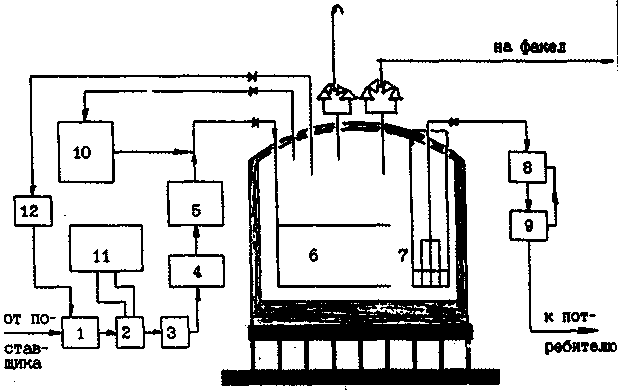 на факел
10
12
5
11
4
6
7
8
9
от по-
1
2
3
ставщика
к пот-
ребителю